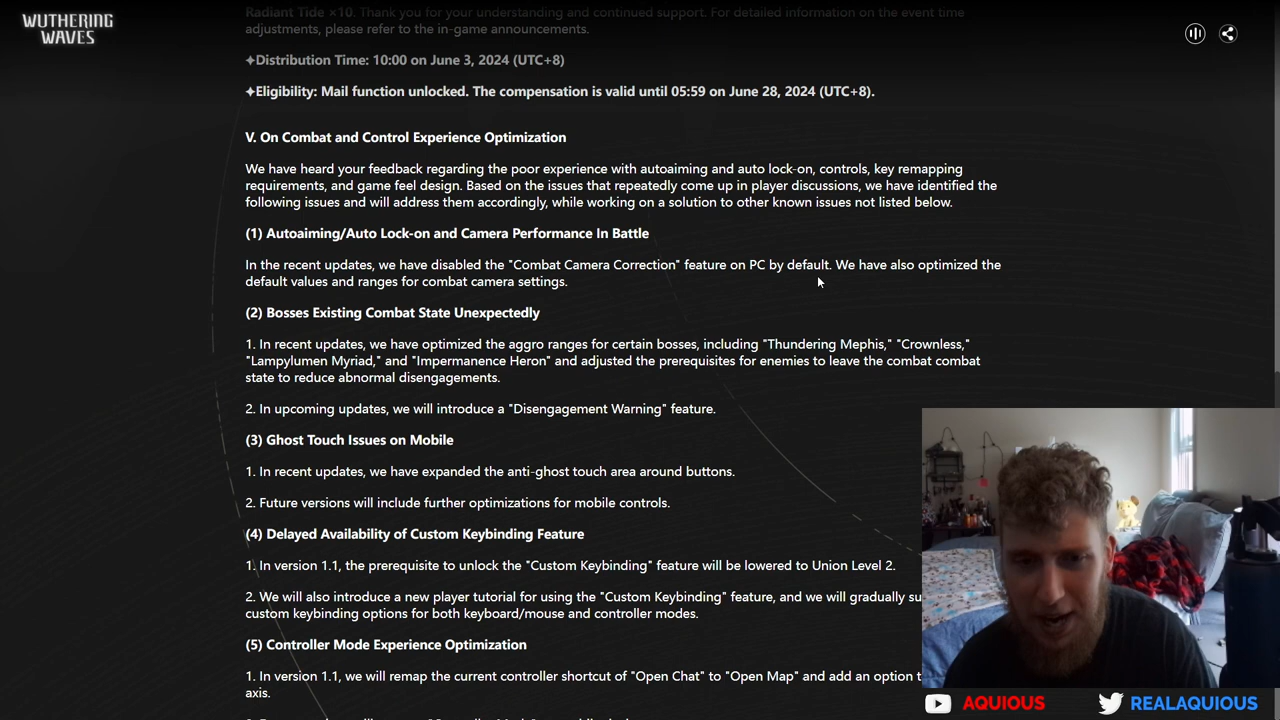 WUTHERING
WAVES
Radiant Tide ×10. Thank you for your understanding and continued support. For detailed information on the event time
adjustments, please refer to the in-game announcements.
✦Distribution Time: 10:00 on June 3, 2024 (UTC+8)
✦Eligibility: Mail function unlocked. The compensation is valid until 05:59 on June 28, 2024 (UTC+8).
V. On Combat and Control Experience Optimization
We have heard your feedback regarding the poor experience with autoaiming and auto lock-on, controls, key remapping
requirements, and game feel design. Based on the issues that repeatedly come up in player discussions, we have identified the
following issues and will address them accordingly, while working on a solution to other known issues not listed below.
(1) Autoaiming/Auto Lock-on and Camera Performance In Battle
In the recent updates, we have disabled the "Combat Camera Correction" feature on PC by default. We have also optimized the
default values and ranges for combat camera settings.
(2) Bosses Existing Combat State Unexpectedly
1. In recent updates, we have optimized the aggro ranges for certain bosses, including "Thundering Mephis," "Crownless,"
"Lampylumen Myriad," and "Impermanence Heron" and adjusted the prerequisites for enemies to leave the combat combat
state to reduce abnormal disengagements.
2. In upcoming updates, we will introduce a "Disengagement Warning" feature.
(3) Ghost Touch Issues on Mobile
1. In recent updates, we have expanded the anti-ghost touch area around buttons.
2. Future versions will include further optimizations for mobile controls.
(4) Delayed Availability of Custom Keybinding Feature
1. In version 1.1, the prerequisite to unlock the "Custom Keybinding" feature will be lowered to Union Level 2.
2. We will also introduce a new player tutorial for using the "Custom Keybinding" feature, and we will gradually su
custom keybinding options for both keyboard/mouse and controller modes.
(5) Controller Mode Experience Optimization
1. In version 1.1, we will remap the current controller shortcut of "Open Chat" to "Open Map" and add an option t
axis.
AQUIOUS
REALAQUIOUS